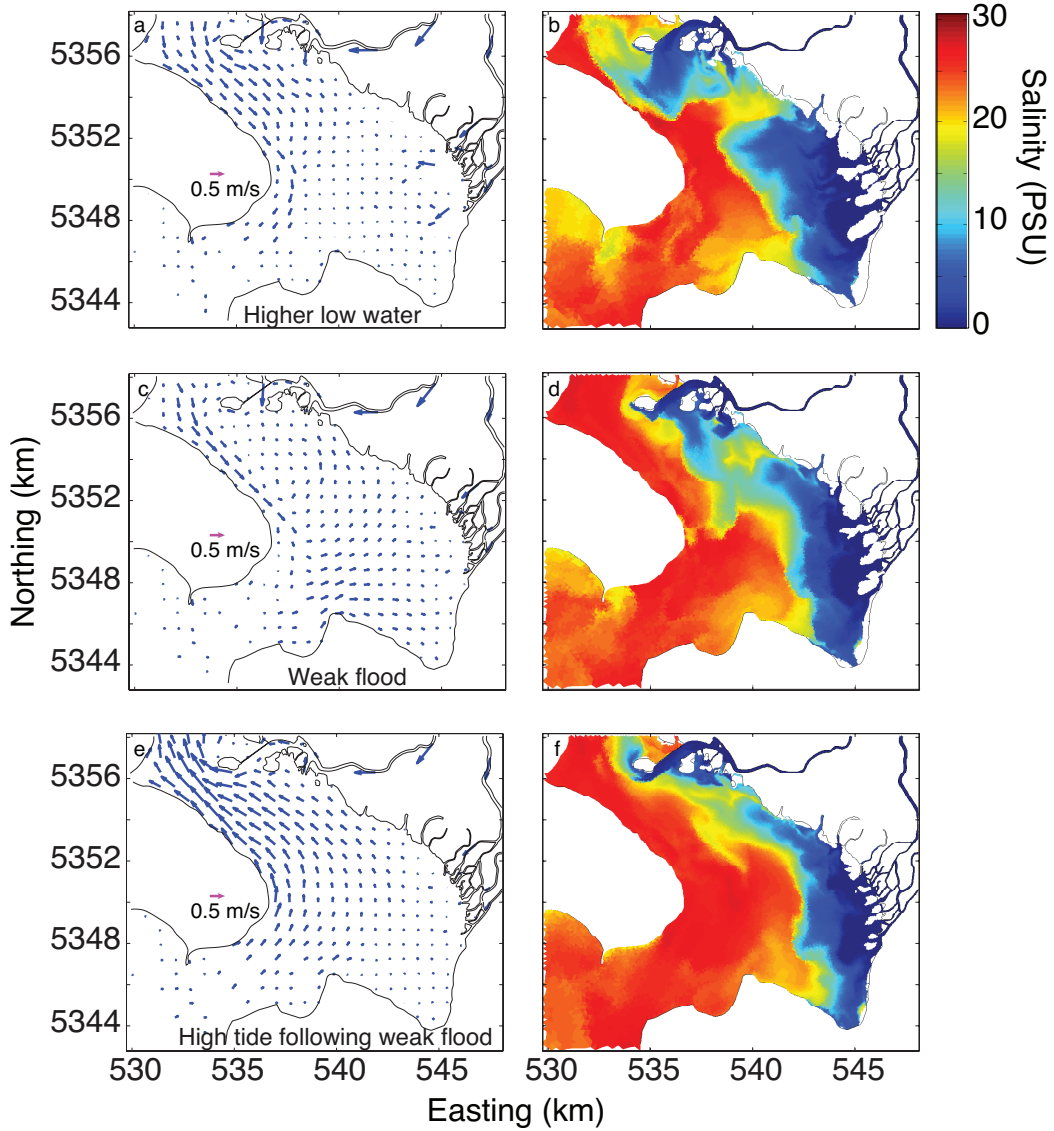 a
5356
5352
5348
5344
0.5 m/s
Higher low water
b
30
20
10
0
Salinity (PSU)
c
5356
5352
5348
5344
0.5 m/s
Weak flood
d
Northing (km)
e
5356
5352
5348
5344
0.5 m/s
High tide following weak flood
f
530 535 540 545
530 535 540 545
Easting (km)